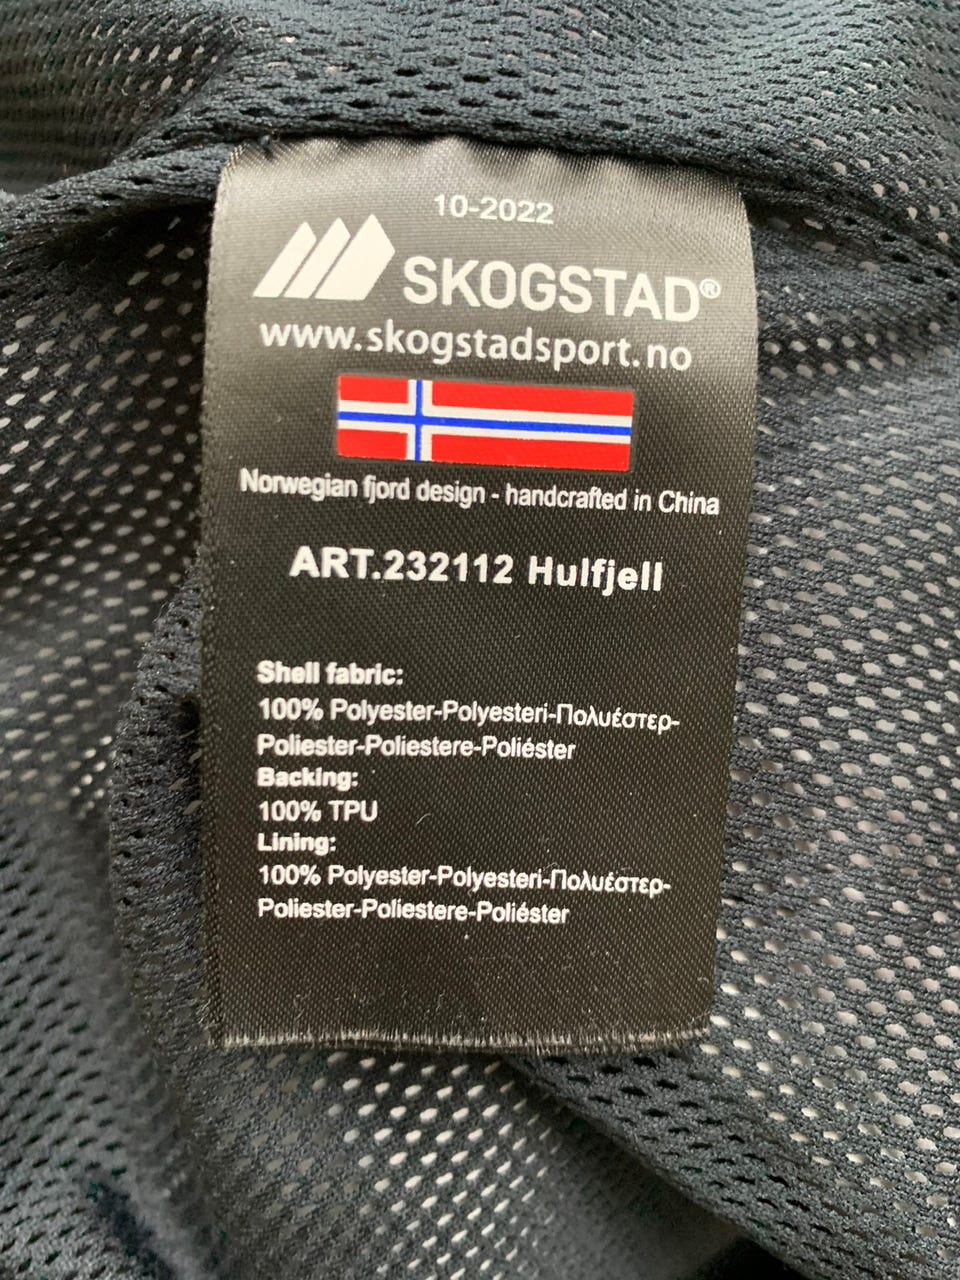 10-2022
SKOGSTAD®
www.skogstadsport.no
Norwegian fjord design - handcrafted in China
ART.232112 Hulfjell
Shell fabric:
100% Polyester-Polyesteri-Πολυέστερ-
Poliester-Poliestere-Poliéster
Backing:
100% TPU
Lining:
100% Polyester-Polyesteri-Πολυέστερ-
Poliester-Poliestere-Poliéster